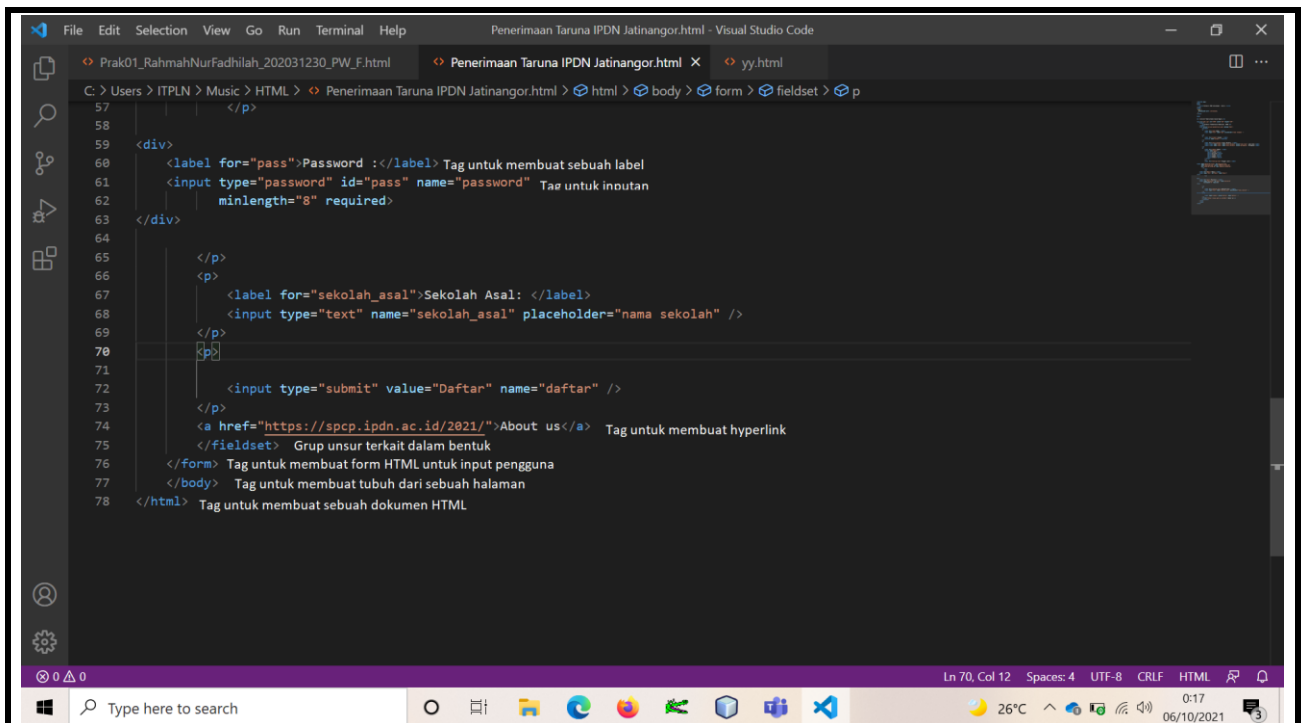 File Edit Selection View Go Run Terminal Help Penerimaan Taruna IPDN Jatinangor.html - Visual Studio Code
Prak01_RahmahNurFadhilah_202031230_PW_F.html Penerimaan Taruna IPDN Jatinangor.html yy.html
C: > Users > ITPLN > Music > HTML > Penerimaan Taruna IPDN Jatinangor.html > html > body > form > fieldset > p
57 </p>
58
59 <div>
60 <label for="pass">Password :</label> Tag untuk membuat sebuah label
61 <input type="password" id="pass" name="password" Tag untuk inputan
62 minlength="8" required>
63 </div>
64
65 </p>
66 <p>
67 <label for="sekolah_asal">Sekolah Asal: </label>
68 <input type="text" name="sekolah_asal" placeholder="nama sekolah" />
69 </p>
70 <p>
71
72 <input type="submit" value="Daftar" name="daftar" />
73 </p>
74 <a href="https://spcp.ipdn.ac.id/2021/">About us</a> Tag untuk membuat hyperlink
75 </fieldset> Grup unsur terkait dalam bentuk
76 </form> Tag untuk membuat form HTML untuk input pengguna
77 </body> Tag untuk membuat tubuh dari sebuah halaman
78 </html> Tag untuk membuat sebuah dokumen HTML
0 0 Ln 70, Col 12 Spaces: 4 UTF-8 CRLF HTML
Type here to search 26°C 0:17
06/10/2021 3